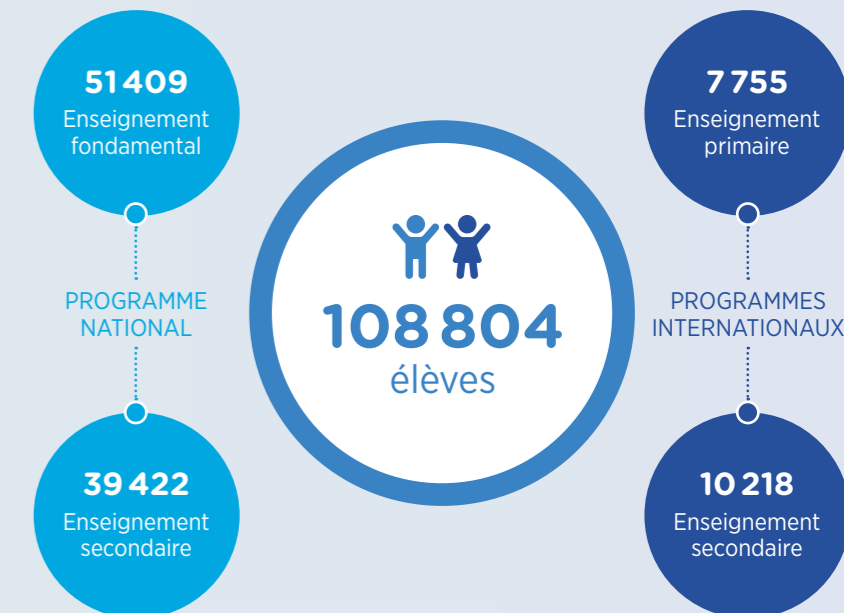 51 409
Enseignement
fondamental
PROGRAMME
NATIONAL
39 422
Enseignement
secondaire
108 804
élèves
7 755
Enseignement
primaire
PROGRAMMES
INTERNATIONAUX
10 218
Enseignement
secondaire